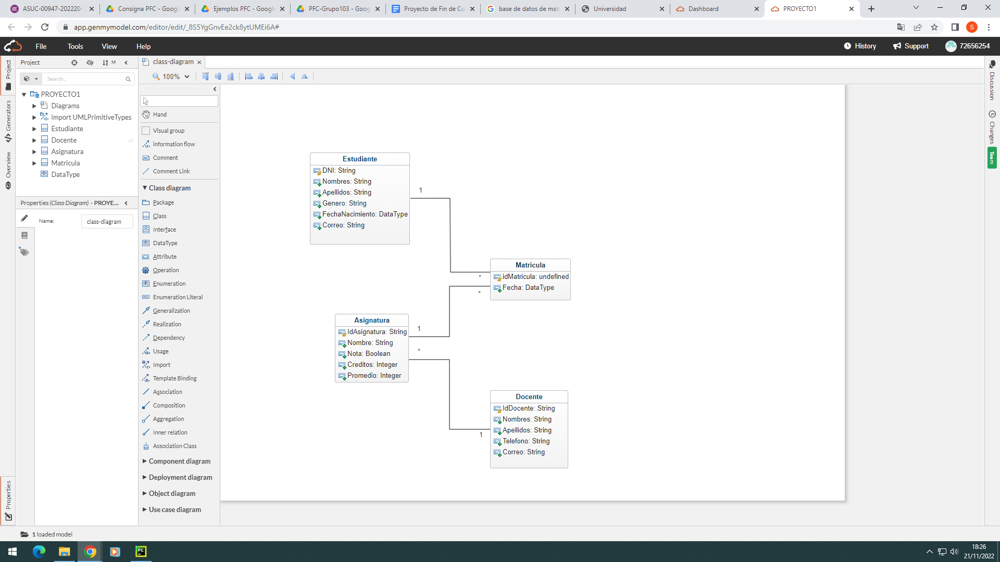 ASUC-00947-202220-
Consigna PFC - Googl
Ejemplos PFC - Google
PFC-Grupo103 - Goog
Proyecto de Fin de Cu
base de datos de mat
Universidad
Dashboard
PROYECTO1
app.genmymodel.com/editor/edit/_8S5YgGnvEe2ck8ytUMEi6A#
S
File
Tools
View
Help
History
Support
72656254
Project
M
class-diagram
100%
Search...
PROYECTO1
Diagrams
import UMLPrimitiveTypes
Estudiante
Docente
Asignatura
Matricula
DataType
Properties (Class Diagram) - PROYE...
Name:
class-diagram
Project
Generators
Overview
Properties
Hand
Visual group
information flow
Comment
Comment Link
Class diagram
Package
Class
Interface
DataType
Attribute
Operation
Enumeration
Enumeration Literal
Generalization
Realization
Dependency
Usage
Import
Template Binding
Association
Composition
Aggregation
Inner relation
Association Class
Component diagram
Deployment diagram
Object diagram
Use case diagram
Estudiante
DNI: String
Nombres: String
Apellidos: String
Genero: String
FechaNacimiento: DataType
Correo: String
1
*
Matricula
idMatricula: undefined
Fecha: DataType
*
Asignatura
IdAsignatura: String
Nombre: String
Nota: Boolean
Creditos: Integer
Promedio: Integer
1
*
Docente
IdDocente: String
Nombres: String
Apellidos: String
Telefono: String
Correo: String
1
Discussion
Changes
Team
1 loaded model
PC
18:26
21/11/2022